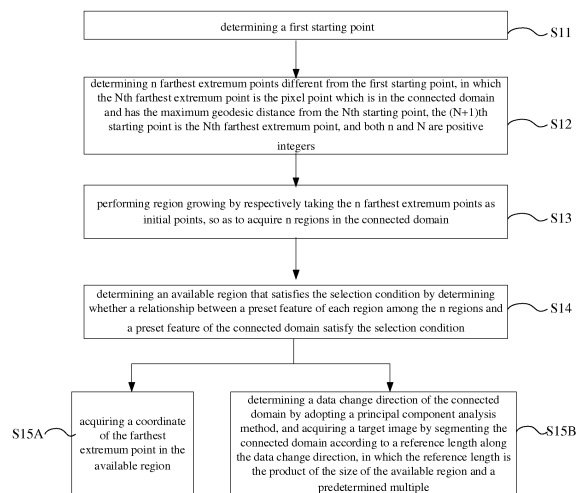 determining a first starting point
S11
determining n farthest extremum points different from the first starting point, in which
the Nth farthest extremum point is the pixel point which is in the connected domain
and has the maximum geodesic distance from the Nth starting point, the (N+1)th
starting point is the Nth farthest extremum point, and both n and N are positive
integers
S12
performing region growing by respectively taking the n farthest extremum points as
initial points, so as to acquire n regions in the connected domain
S13
determining an available region that satisfies the selection condition by determining
whether a relationship between a preset feature of each region among the n regions and
a preset feature of the connected domain satisfy the selection condition
S14
S15A
acquiring a coordinate
of the farthest
extremum point in the
available region
determining a data change direction of the connected
domain by adopting a principal component analysis
method, and acquiring a target image by segmenting the
connected domain according to a reference length along
the data change direction, in which the reference length is
the product of the size of the available region and a
predetermined multiple
S15B